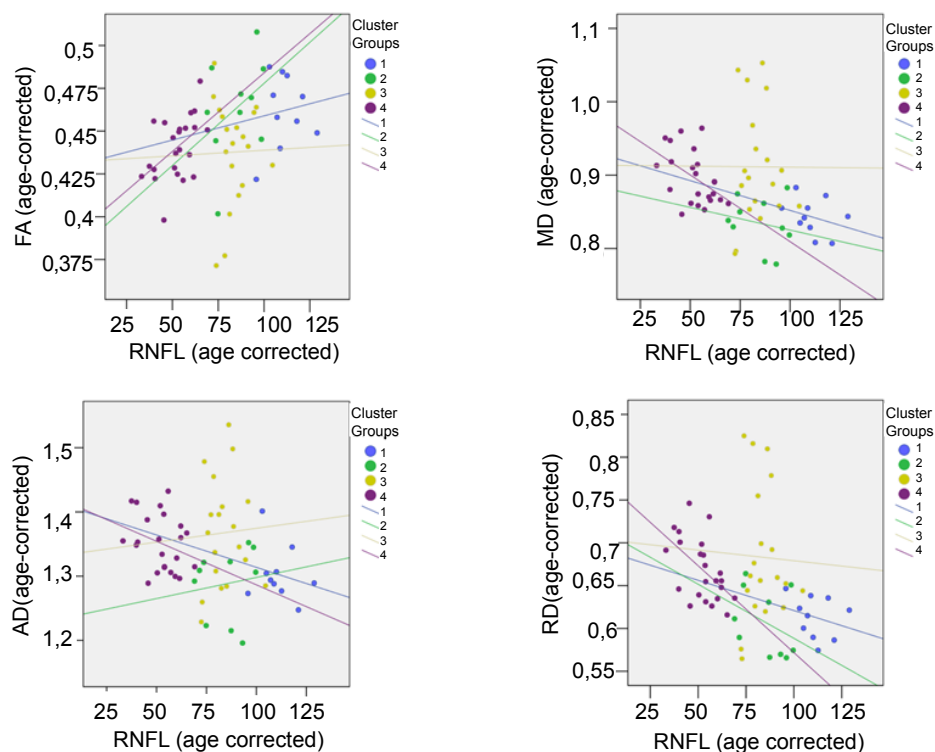 Cluster
Groups
1
2
3
4
1
2
3
4
FA (age-corrected)
0,5
0,475
0,45
0,425
0,4
0,375
25 50 75 100 125
RNFL (age corrected)
Cluster
Groups
1
2
3
4
1
2
3
4
MD (age-corrected)
1,1
1,0
0,9
0,8
25 50 75 100 125
RNFL (age corrected)
Cluster
Groups
1
2
3
4
1
2
3
4
AD(age-corrected)
1,5
1,4
1,3
1,2
25 50 75 100 125
RNFL (age corrected)
Cluster
Groups
1
2
3
4
1
2
3
4
RD(age-corrected)
0,85
0,8
0,75
0,7
0,65
0,6
0,55
25 50 75 100 125
RNFL (age corrected)